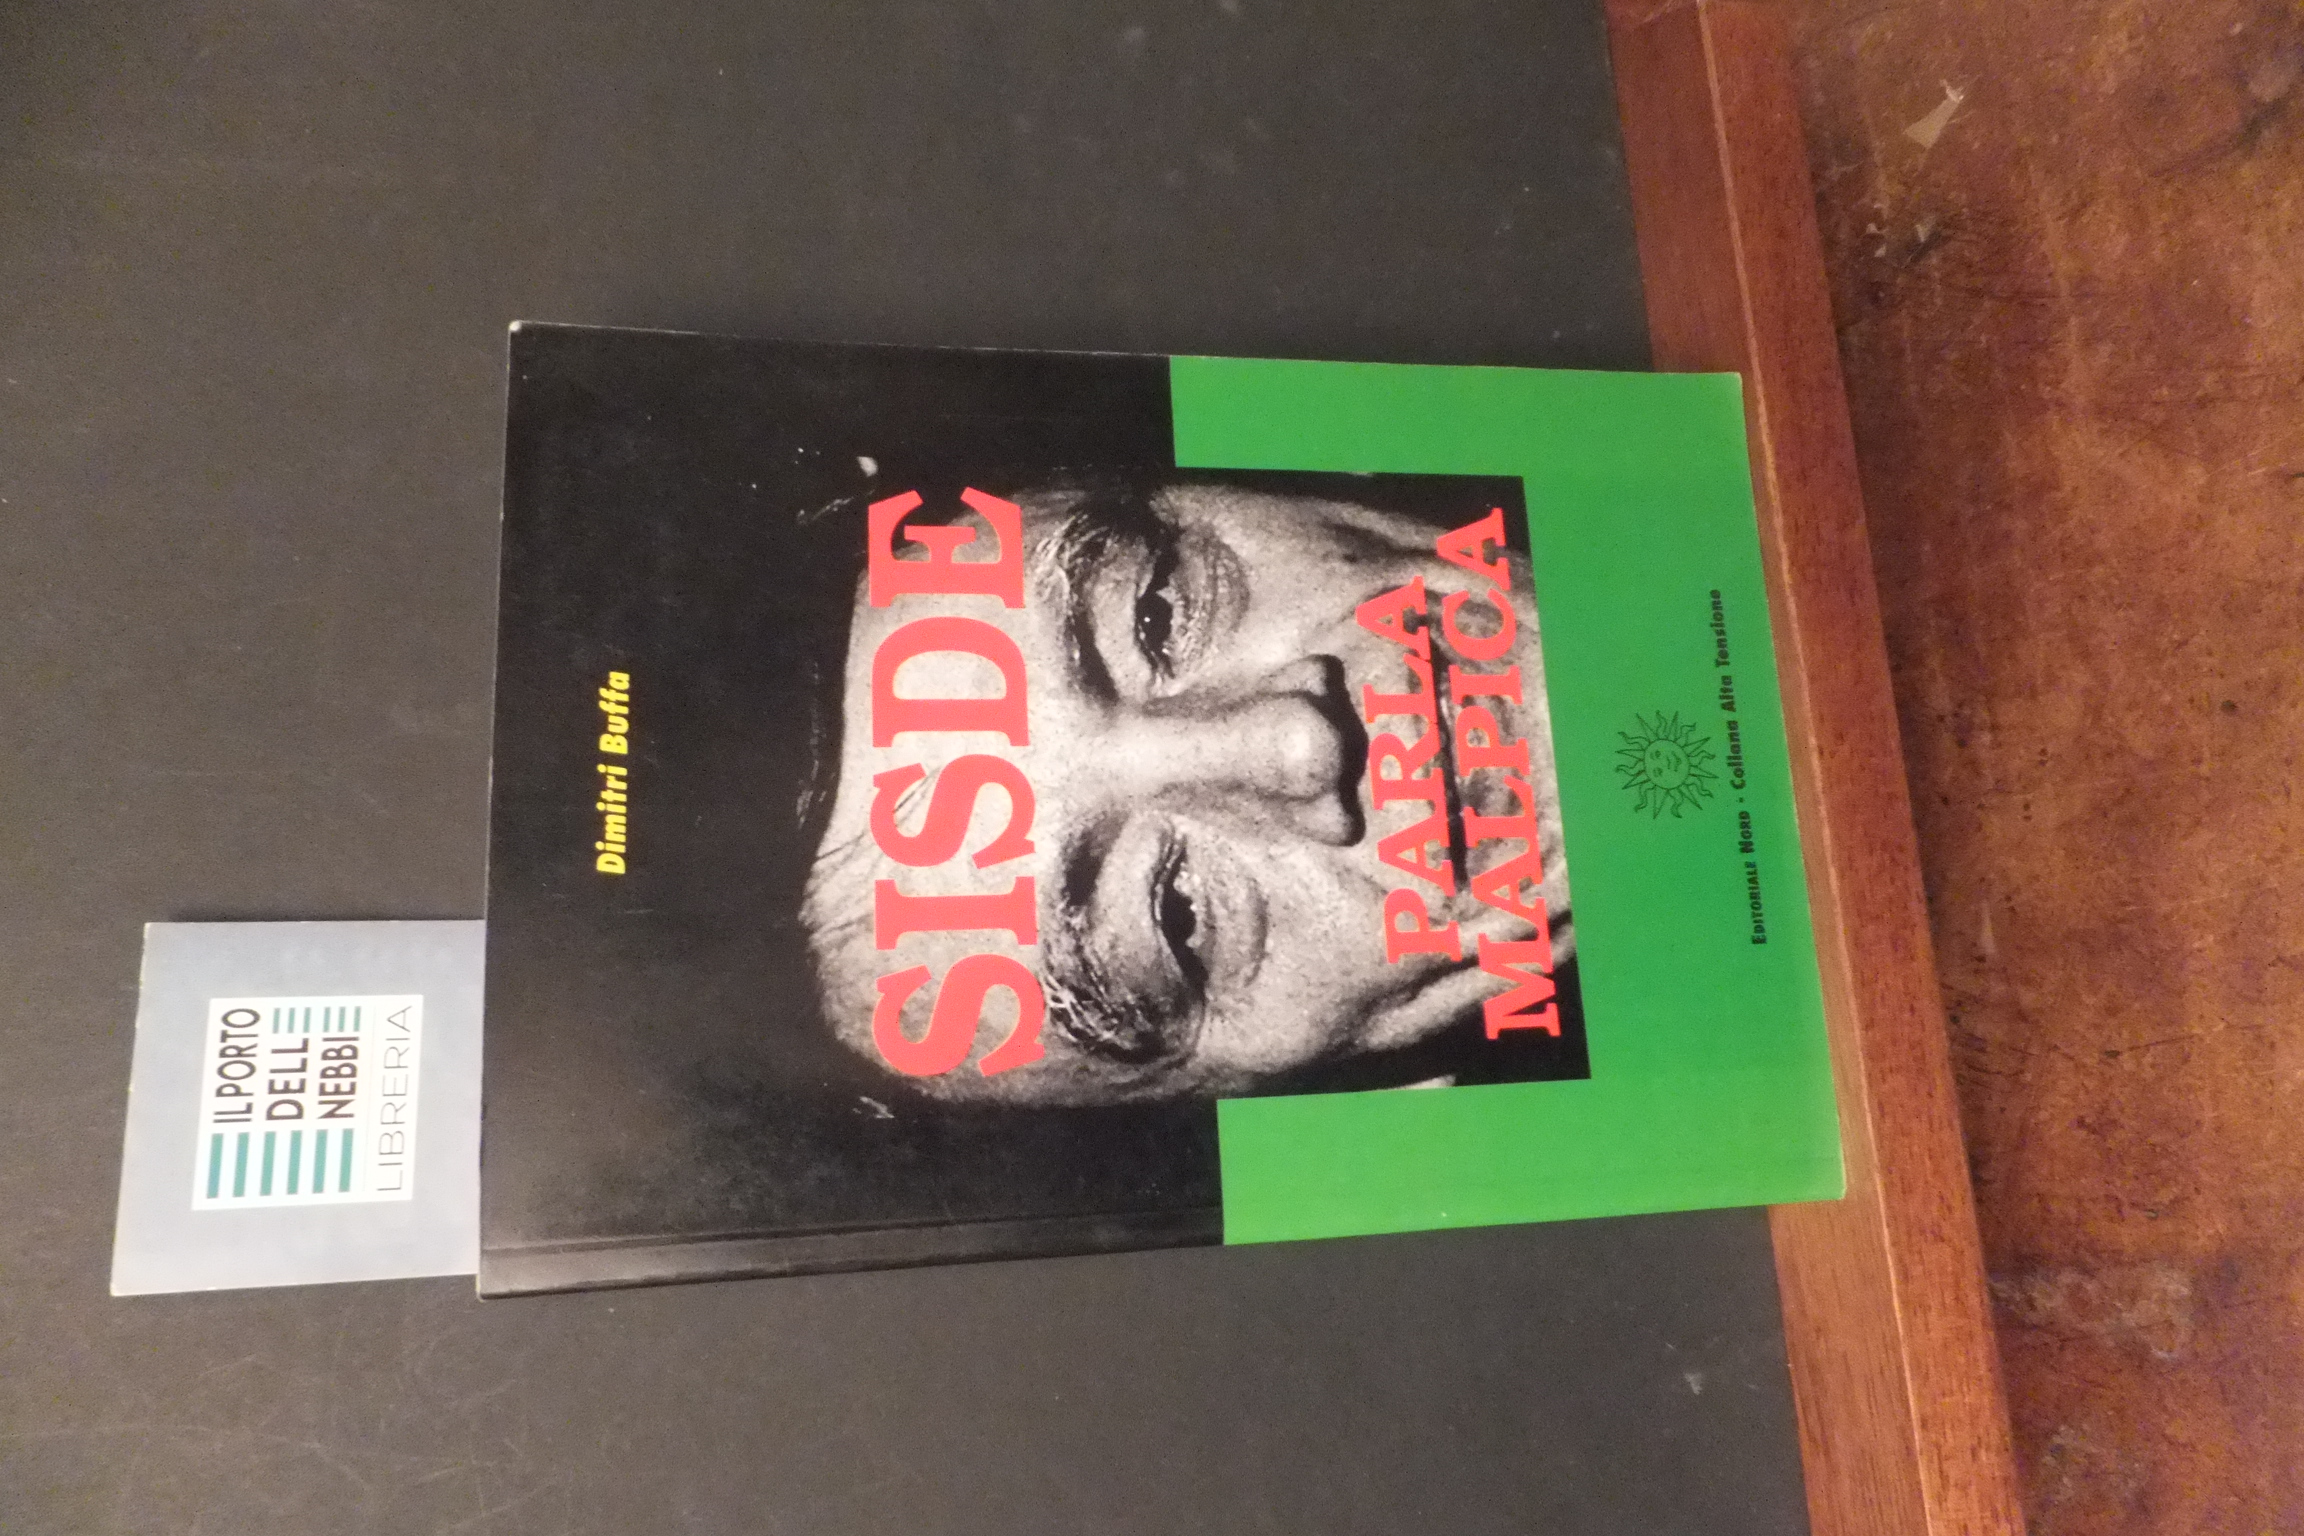 IL PORTO
DELLE
NEBBIE
LIBRERIA
Dimitri Buffa
SISDE
PARLA
MALPICA
EDITORIALE NORD · Collana Alta Tensione